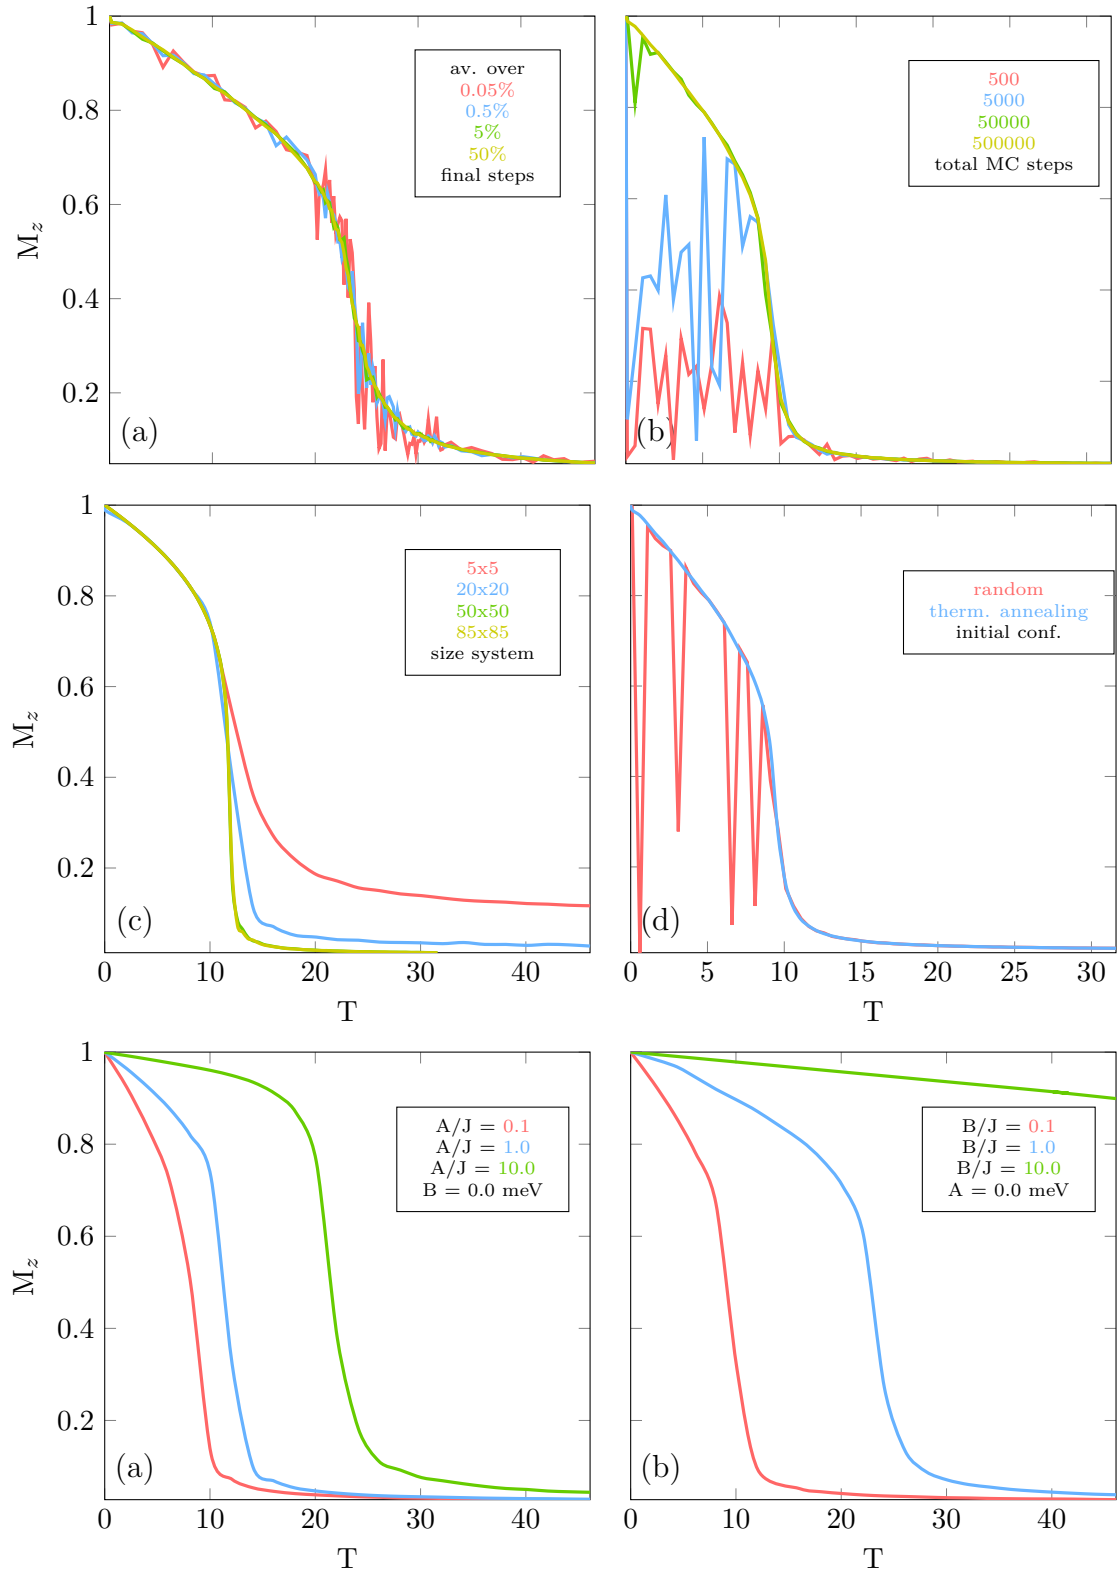 1
0.8
0.6
0.4
0.2
M_z
av. over
0.05%
0.5%
5%
50%
final steps
(a)
500
5000
50000
500000
total MC steps
(b)
1
0.8
0.6
0.4
0.2
M_z
5x5
20x20
50x50
85x85
size system
(c)
0 10 20 30 40
T
random
therm. annealing
initial conf.
(d)
0 5 10 15 20 25 30
T
1
0.8
0.6
0.4
0.2
M_z
A/J = 0.1
A/J = 1.0
A/J = 10.0
B = 0.0 meV
(a)
0 10 20 30 40
T
B/J = 0.1
B/J = 1.0
B/J = 10.0
A = 0.0 meV
(b)
0 10 20 30 40
T